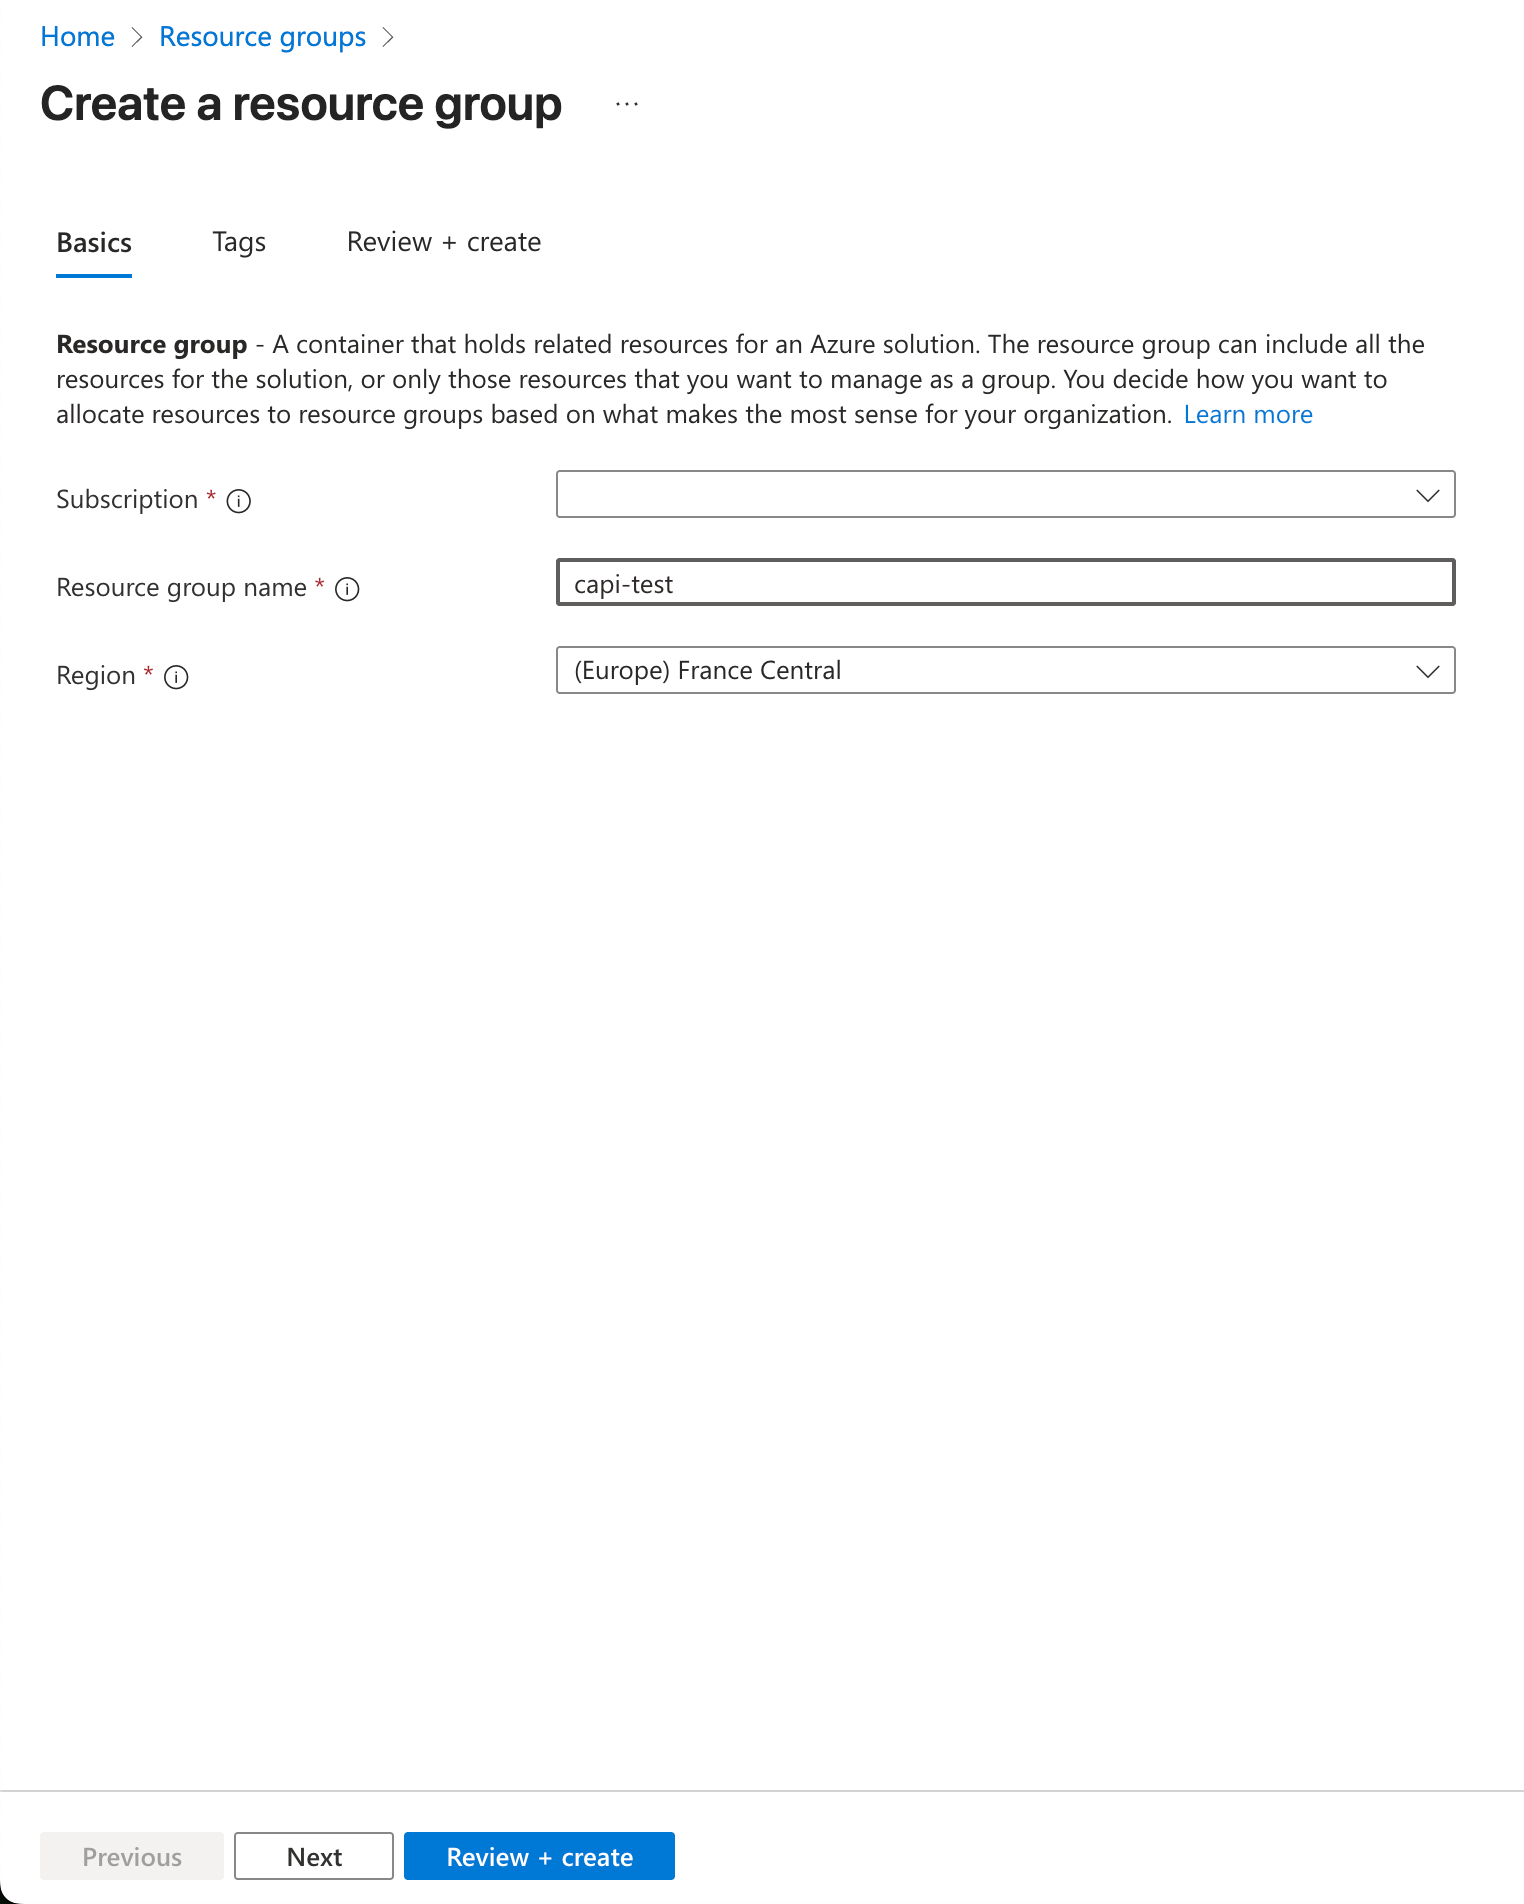 Home > Resource groups >
Create a resource group ...
Basics Tags Review + create
Resource group - A container that holds related resources for an Azure solution. The resource group can include all the
resources for the solution, or only those resources that you want to manage as a group. You decide how you want to
allocate resources to resource groups based on what makes the most sense for your organization. Learn more
Subscription *
Resource group name * capi-test
Region * (Europe) France Central
Previous Next Review + create